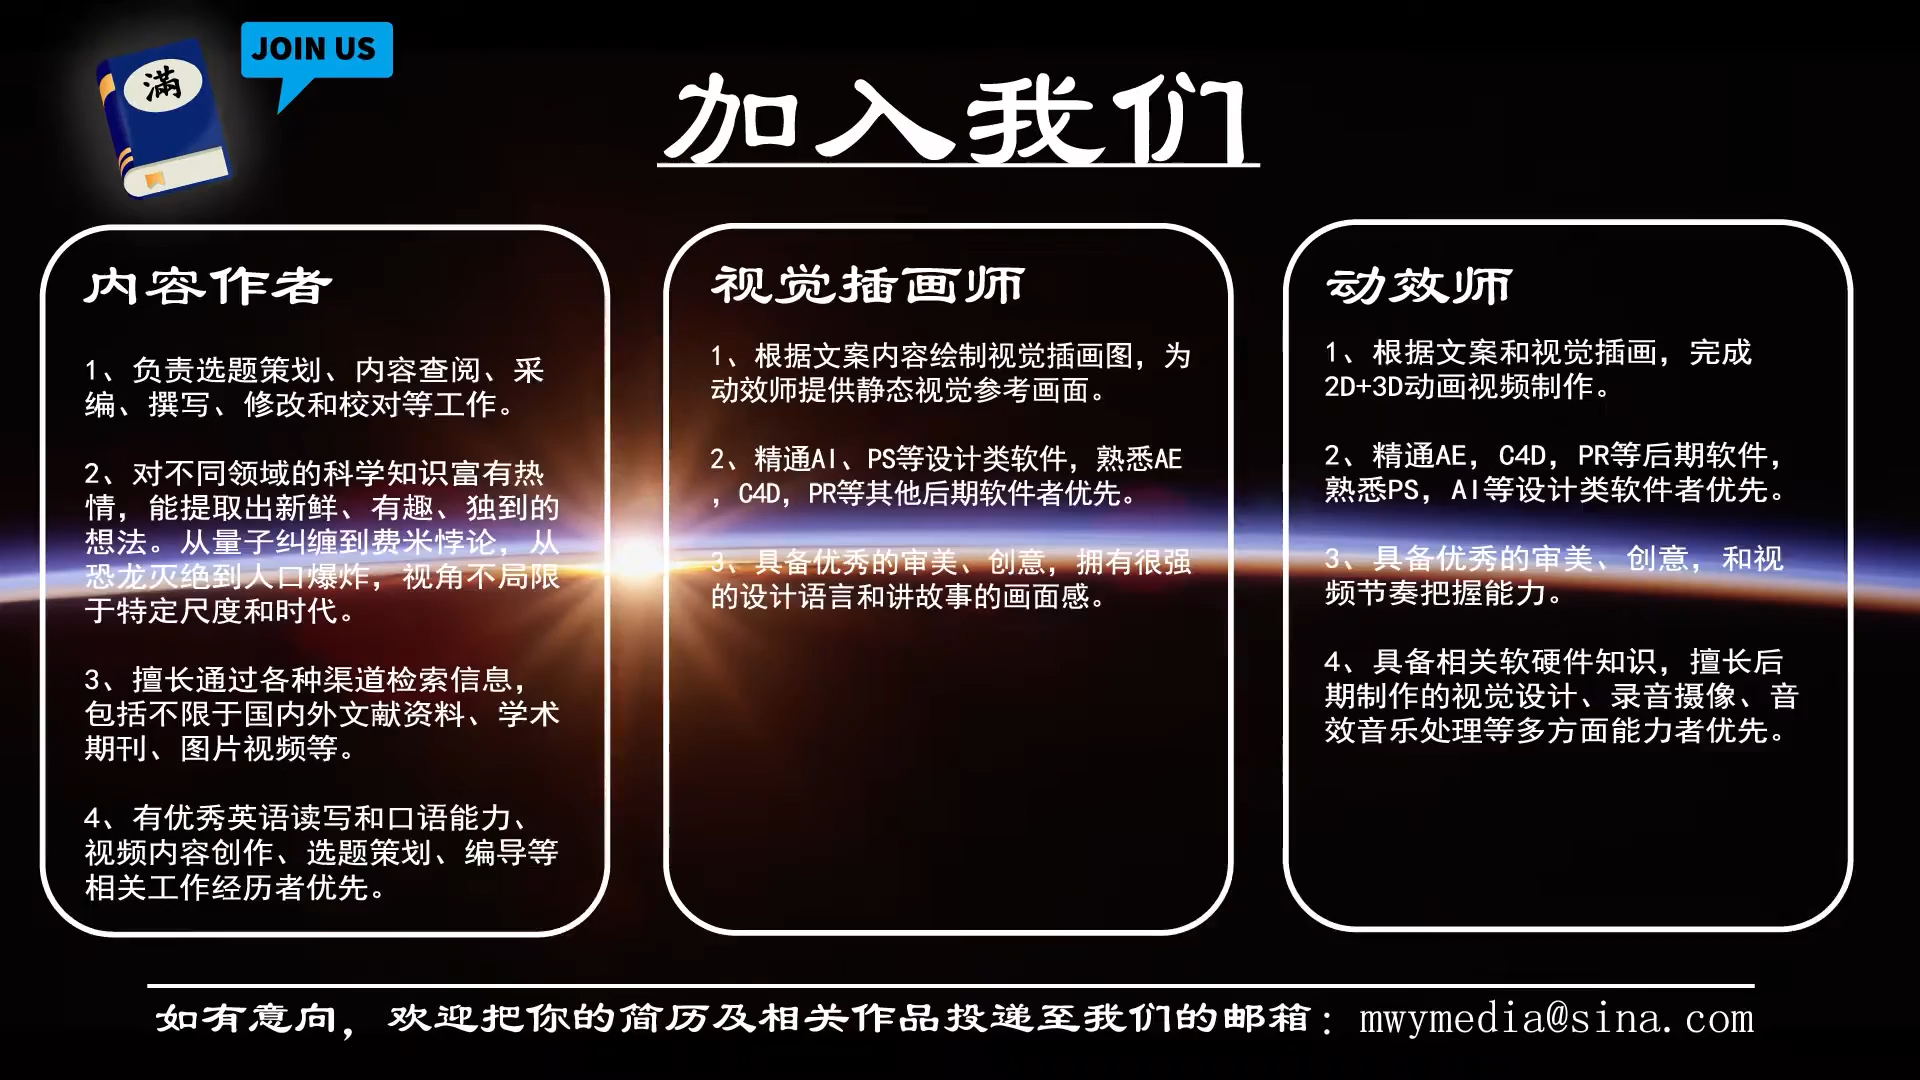 滿
JOIN US
加入我们
内容作者
1、负责选题策划、内容查阅、采
编、撰写、修改和校对等工作。
2、对不同领域的科学知识富有热
情，能提取出新鲜、有趣、独到的
想法。从量子纠缠到费米悖论，从
恐龙灭绝到人口爆炸，视角不局限
于特定尺度和时代。
3、擅长通过各种渠道检索信息，
包括不限于国内外文献资料、学术
期刊、图片视频等。
4、有优秀英语读写和口语能力、
视频内容创作、选题策划、编导等
相关工作经历者优先。
视觉插画师
1、根据文案内容绘制视觉插画图，为
动效师提供静态视觉参考画面。
2、精通AI、PS等设计类软件，熟悉AE
，C4D，PR等其他后期软件者优先。
3、具备优秀的审美、创意，拥有很强
的设计语言和讲故事的画面感。
动效师
1、根据文案和视觉插画，完成
2D+3D动画视频制作。
2、精通AE，C4D，PR等后期软件，
熟悉PS，AI等设计类软件者优先。
3、具备优秀的审美、创意，和视
频节奏把握能力。
4、具备相关软硬件知识，擅长后
期制作的视觉设计、录音摄像、音
效音乐处理等多方面能力者优先。
如有意向，欢迎把你的简历及相关作品投递至我们的邮箱：mwymedia@sina.com